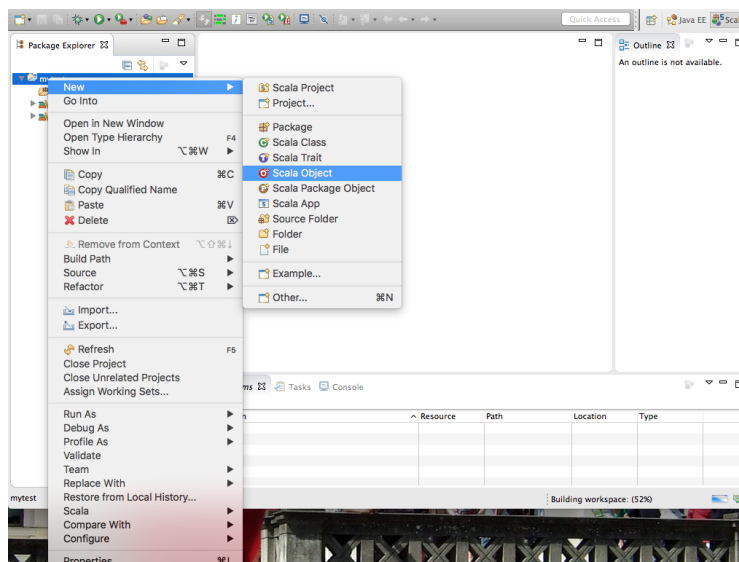 Quick Access
Java EE
Scal
Package Explorer
Outline
An outline is not available.
New
Go Into
Open in New Window
Open Type Hierarchy F4
Show In ⌥⌘W
Copy ⌘C
Copy Qualified Name
Paste ⌘V
Delete ⌦
Remove from Context ⌥⇧⌘↓
Build Path
Source ⌥⌘S
Refactor ⌥⌘T
Import...
Export...
Refresh F5
Close Project
Close Unrelated Projects
Assign Working Sets...
Run As
Debug As
Profile As
Validate
Team
Replace With
Restore from Local History...
Scala
Compare With
Configure
Properties ⌘I
Scala Project
Project...
Package
Scala Class
Scala Trait
Scala Object
Scala Package Object
Scala App
Source Folder
Folder
File
Example...
Other... ⌘N
ms Tasks Console
Resource Path Location Type
mytest
Building workspace: (52%)